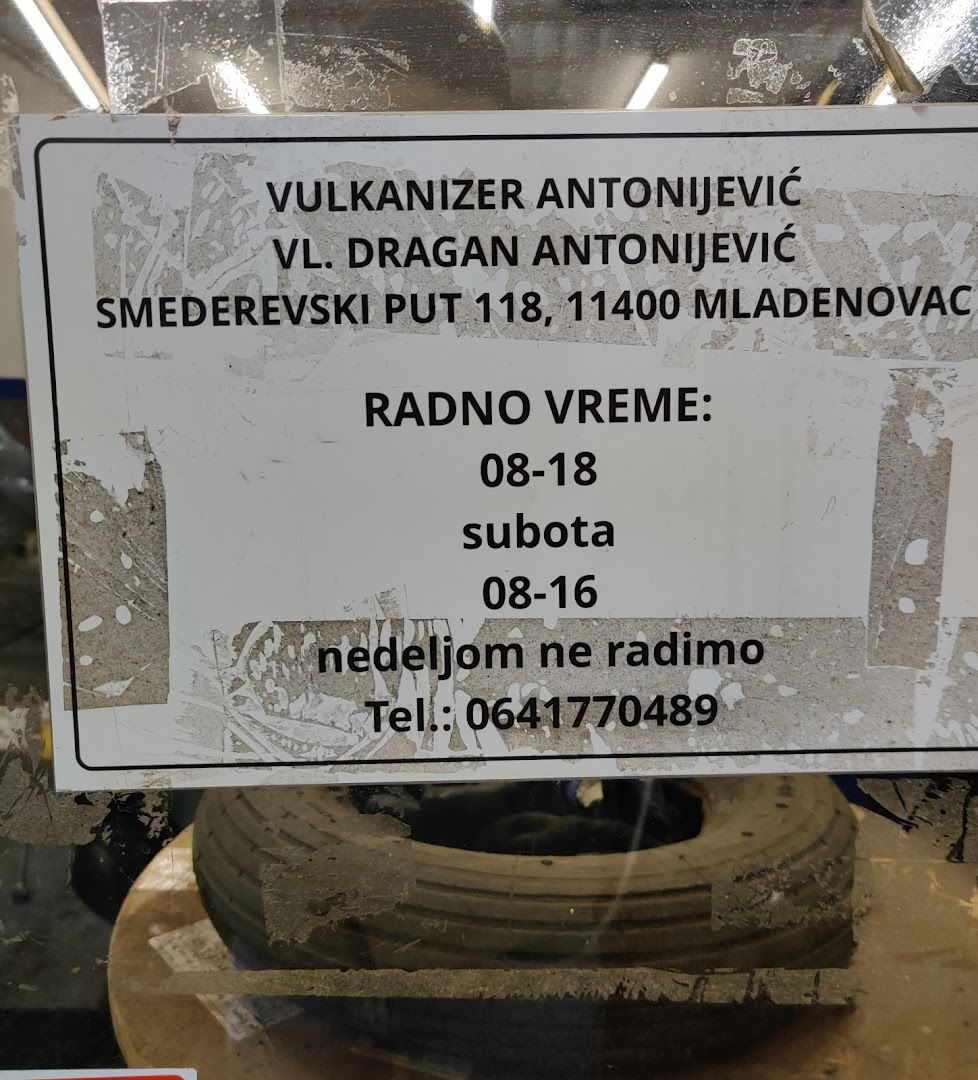 VULKANIZER ANTONIJEVIĆ
VL. DRAGAN ANTONIJEVIĆ
SMEDEREVSKI PUT 118, 11400 MLADENOVAC
RADNO VREME:
08-18
subota
08-16
nedeljom ne radimo
Tel.: 0641770489